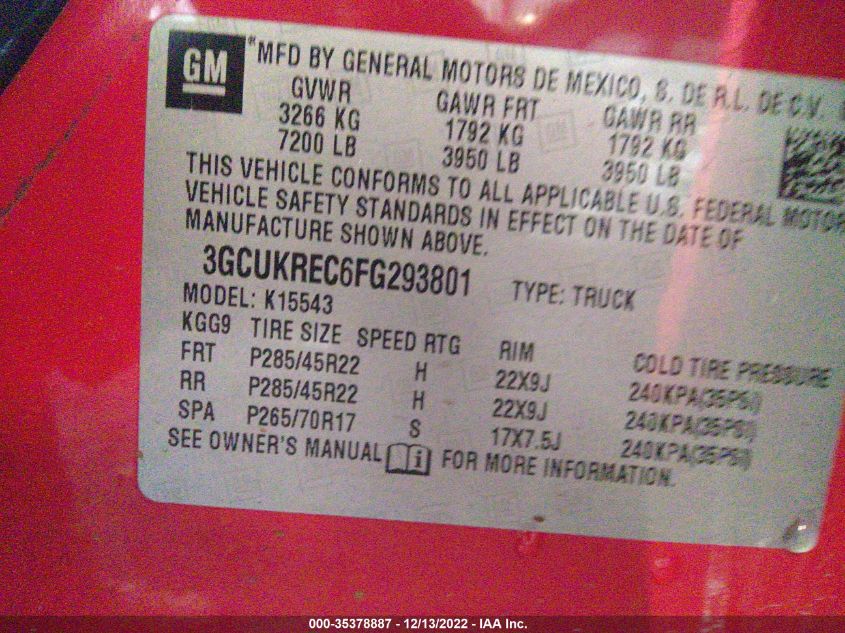 GM
*MFD BY GENERAL MOTORS DE MEXICO, S. DE R.L. DE C.V.
GVWR GAWR FRT GAWR RR
3266 KG 1792 KG 1792 KG
7200 LB 3950 LB 3950 LB
THIS VEHICLE CONFORMS TO ALL APPLICABLE U.S. FEDERAL MOTOR
VEHICLE SAFETY STANDARDS IN EFFECT ON THE DATE OF
MANUFACTURE SHOWN ABOVE.
3GCUKREC6FG293801 TYPE: TRUCK
MODEL: K15543
KGG9 TIRE SIZE SPEED RTG RIM COLD TIRE PRESSURE
FRT P285/45R22 H 22X9J 240KPA(35PSI)
RR P285/45R22 H 22X9J 240KPA(35PSI)
SPA P265/70R17 S 17X7.5J 240KPA(35PSI)
SEE OWNER'S MANUAL FOR MORE INFORMATION.
000-35378887 - 12/13/2022 - IAA Inc.